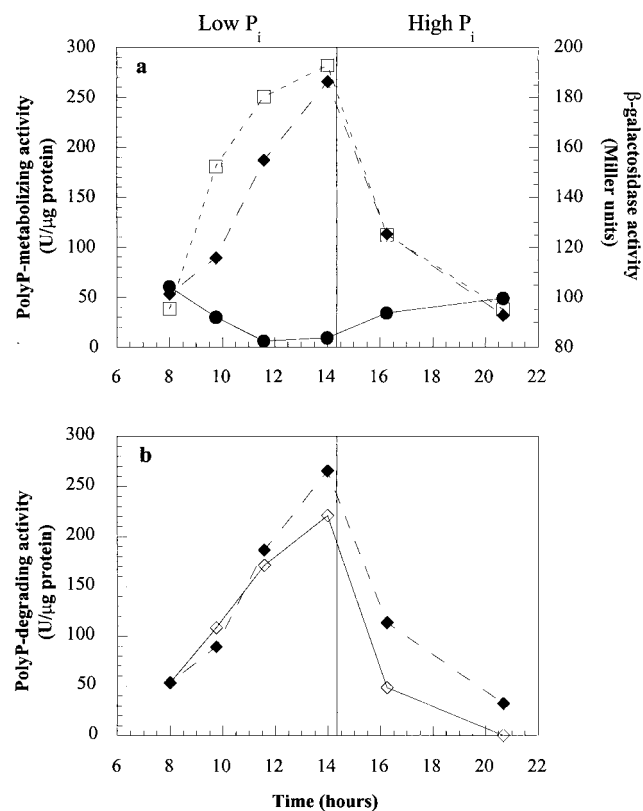 Low Pi High Pi
a
300
250
200
150
100
50
0
PolyP-metabolizing activity
(U/μg protein)
200
180
160
140
120
100
80
β-galactosidase activity
(Miller units)
6 8 10 12 14 16 18 20 22
b
300
250
200
150
100
50
0
PolyP-degrading activity
(U/μg protein)
6 8 10 12 14 16 18 20 22
Time (hours)